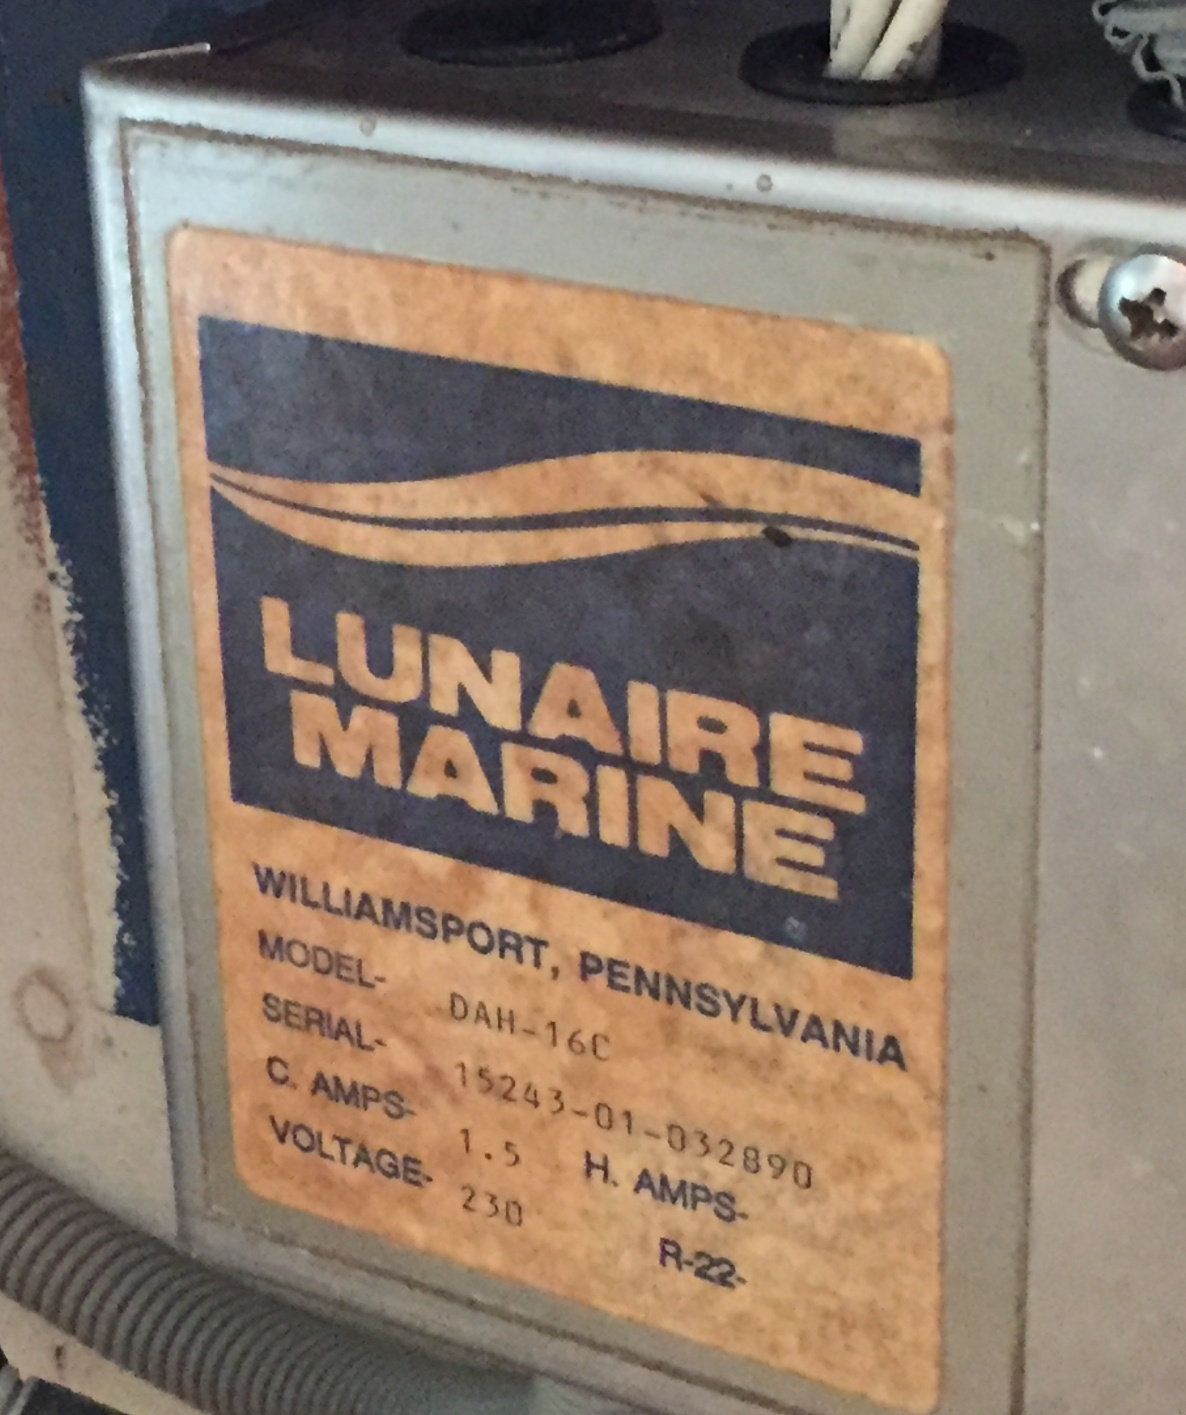 LUNAIRE
MARINE
WILLIAMSPORT, PENNSYLVANIA
MODEL- DAH-16C
SERIAL- 15243-01-032890
C. AMPS- 1.5 H. AMPS-
VOLTAGE- 230 R-22-